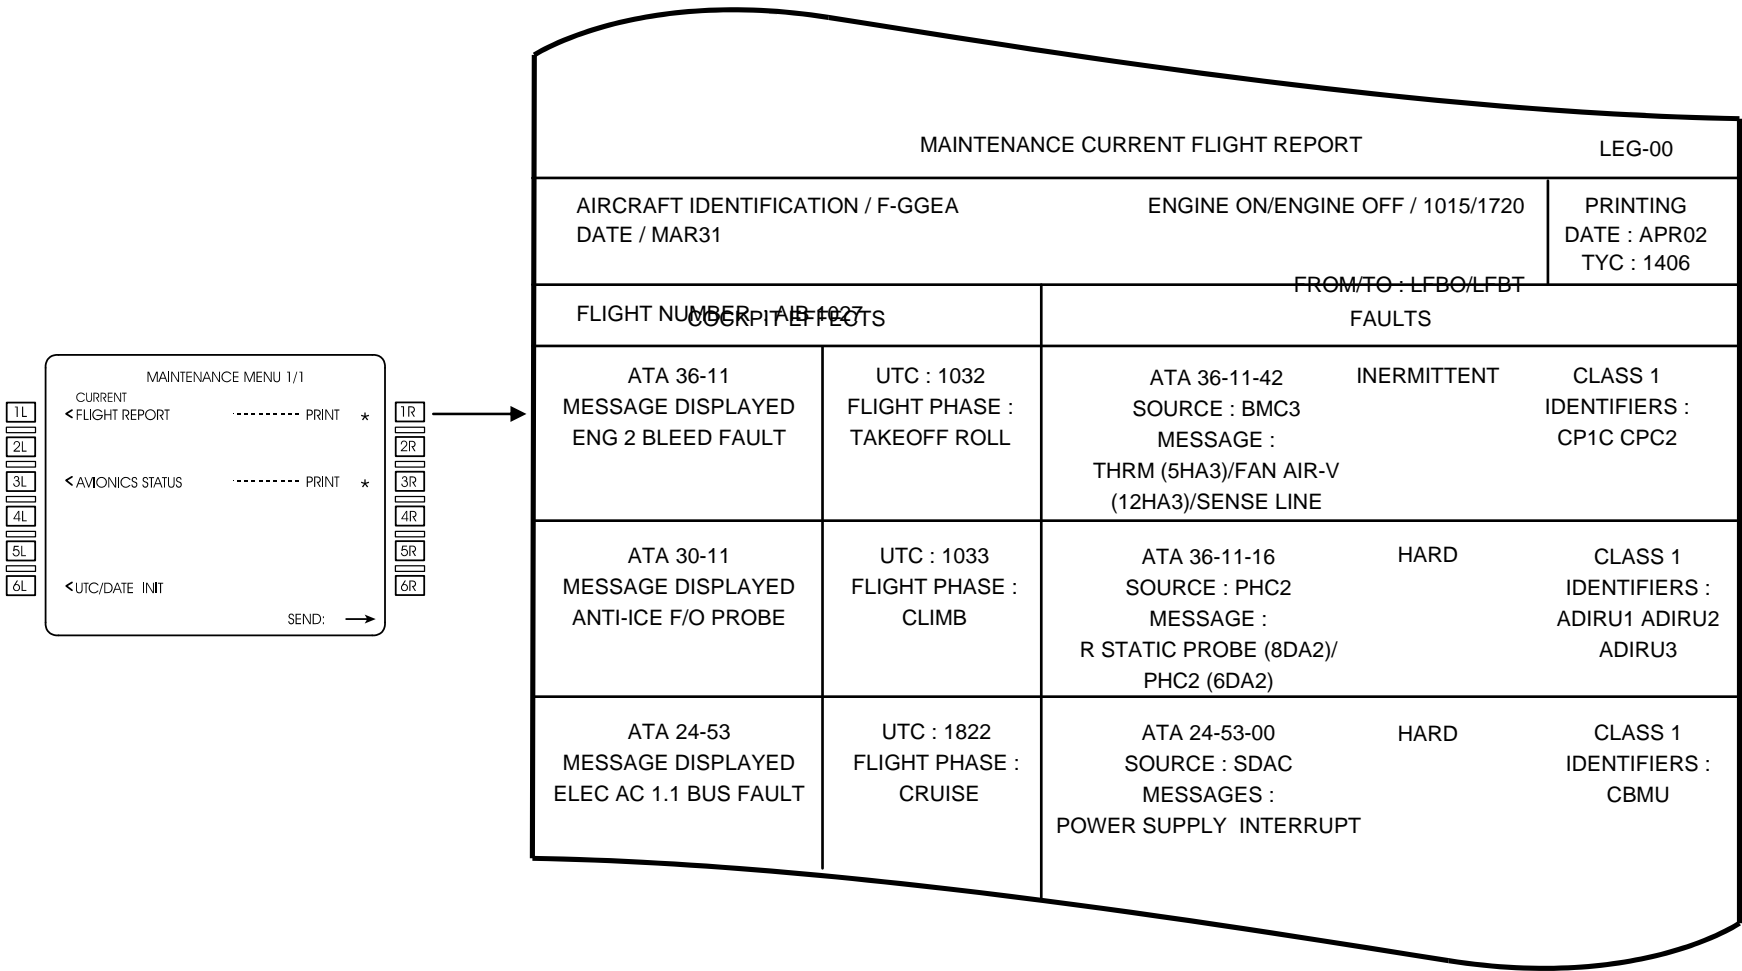 MAINTENANCE CURRENT FLIGHT REPORT LEG-00
AIRCRAFT IDENTIFICATION / F-GGEA ENGINE ON/ENGINE OFF / 1015/1720
DATE / MAR31
FROM/TO : LFBO/LFBT
PRINTING
DATE : APR02
TYC : 1406
FLIGHT NUMBER : AIB 1027
COCKPIT EFFECTS
FAULTS
ATA 36-11
MESSAGE DISPLAYED
ENG 2 BLEED FAULT
UTC : 1032
FLIGHT PHASE :
TAKEOFF ROLL
ATA 36-11-42
SOURCE : BMC3
MESSAGE :
THRM (5HA3)/FAN AIR-V
(12HA3)/SENSE LINE
INERMITTENT
CLASS 1
IDENTIFIERS :
CP1C CPC2
ATA 30-11
MESSAGE DISPLAYED
ANTI-ICE F/O PROBE
UTC : 1033
FLIGHT PHASE :
CLIMB
ATA 36-11-16
SOURCE : PHC2
MESSAGE :
R STATIC PROBE (8DA2)/
PHC2 (6DA2)
HARD
CLASS 1
IDENTIFIERS :
ADIRU1 ADIRU2
ADIRU3
ATA 24-53
MESSAGE DISPLAYED
ELEC AC 1.1 BUS FAULT
UTC : 1822
FLIGHT PHASE :
CRUISE
ATA 24-53-00
SOURCE : SDAC
MESSAGES :
POWER SUPPLY INTERRUPT
HARD
CLASS 1
IDENTIFIERS :
CBMU
MAINTENANCE MENU 1/1
CURRENT
1L <FLIGHT REPORT --------- PRINT * 1R
2L 2R
3L <AVIONICS STATUS --------- PRINT * 3R
4L 4R
5L 5R
6L <UTC/DATE INIT 6R
SEND: →